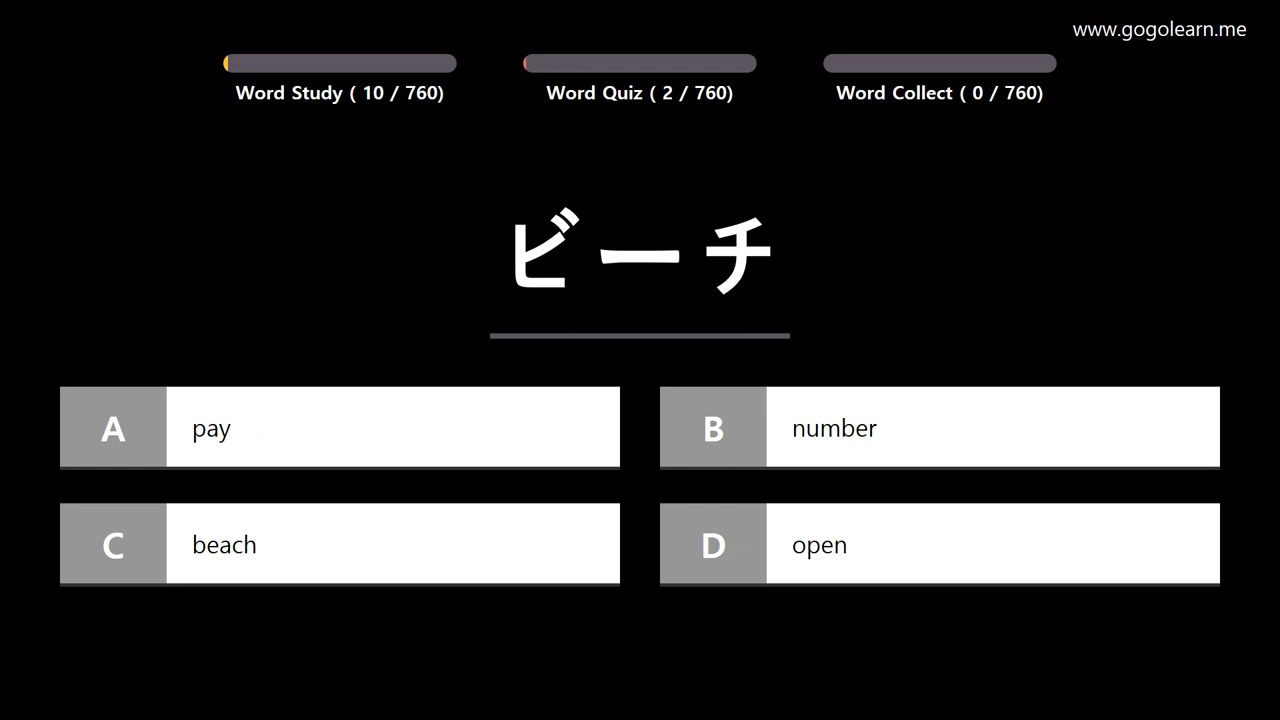 www.gogolearn.me
Word Study ( 10 / 760)
Word Quiz ( 2 / 760)
Word Collect ( 0 / 760)
ビーチ
A pay
B number
C beach
D open